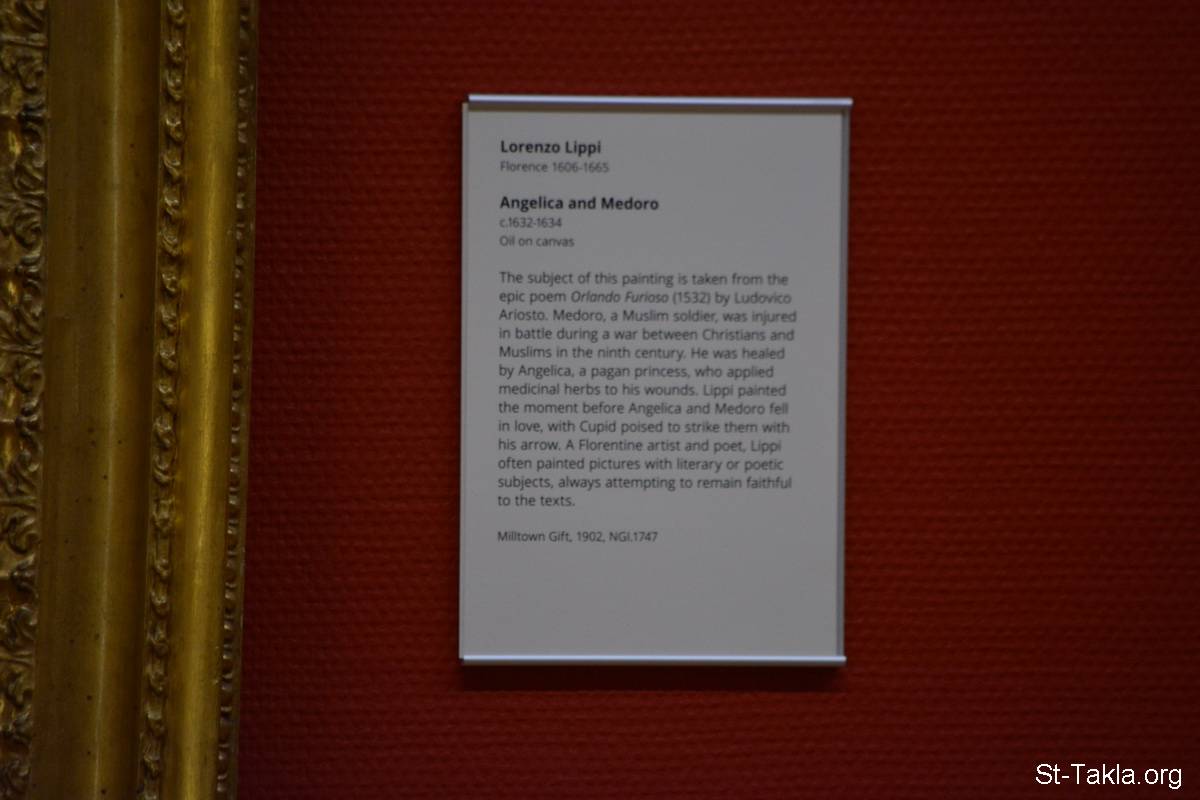 Lorenzo Lippi
Florence 1606-1665
Angelica and Medoro
c.1632-1634
Oil on canvas
The subject of this painting is taken from the
epic poem Orlando Furioso (1532) by Ludovico
Ariosto. Medoro, a Muslim soldier, was injured
in battle during a war between Christians and
Muslims in the ninth century. He was healed
by Angelica, a pagan princess, who applied
medicinal herbs to his wounds. Lippi painted
the moment before Angelica and Medoro fell
in love, with Cupid poised to strike them with
his arrow. A Florentine artist and poet, Lippi
often painted pictures with literary or poetic
subjects, always attempting to remain faithful
to the texts.
Milltown Gift, 1902, NGI.1747
St-Takla.org